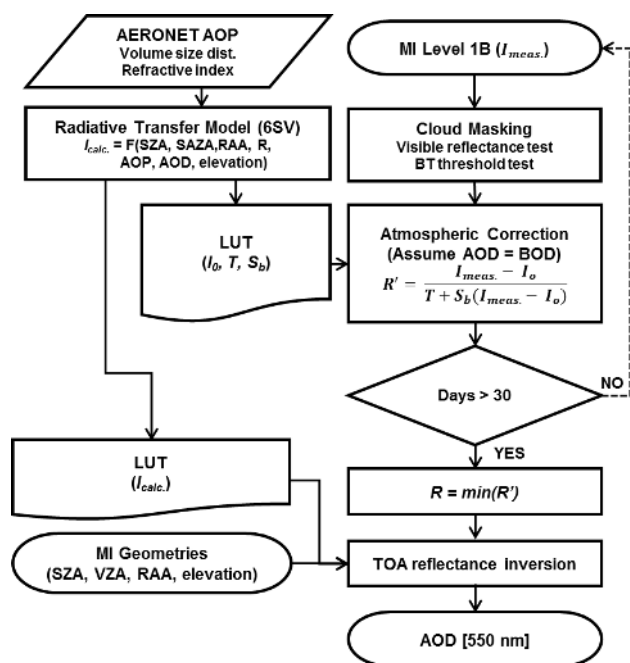 AERONET AOP
Volume size dist.
Refractive index
MI Level 1B (I_meas.)
Radiative Transfer Model (6SV)
I_calc. = F(SZA, SAZA,RAA, R,
AOP, AOD, elevation)
Cloud Masking
Visible reflectance test
BT threshold test
LUT
(I_0, T, S_b)
Atmospheric Correction
(Assume AOD = BOD)
R' = (I_meas. − I_o) / (T + S_b(I_meas. − I_o))
Days > 30
NO
YES
LUT
(I_calc.)
R = min(R')
MI Geometries
(SZA, VZA, RAA, elevation)
TOA reflectance Inversion
AOD [550 nm]